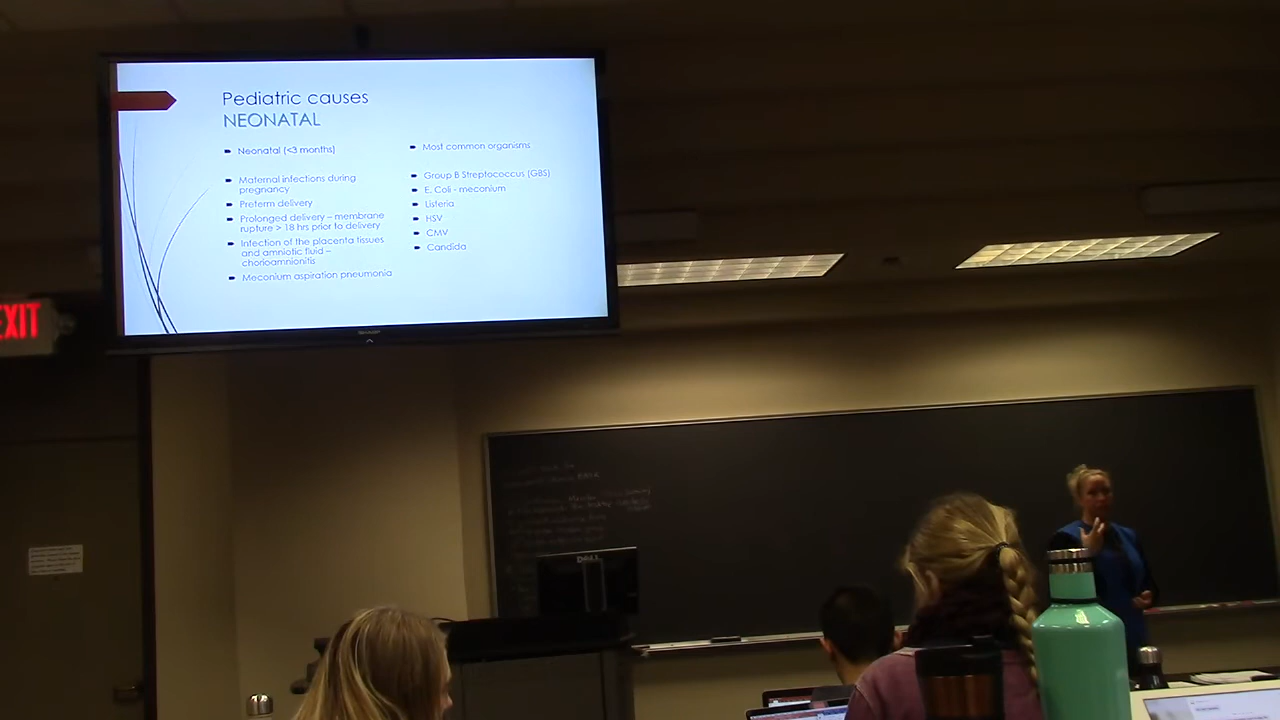 Pediatric causes
NEONATAL
Neonatal (<3 months)
Maternal infections during
pregnancy
Preterm delivery
Prolonged delivery – membrane
rupture > 18 hrs prior to delivery
Infection of the placenta tissues
and amniotic fluid –
chorioamnionitis
Meconium aspiration pneumonia
Most common organisms
Group B Streptococcus (GBS)
E. Coli - meconium
Listeria
HSV
CMV
Candida
SHARP
EXIT
DELL